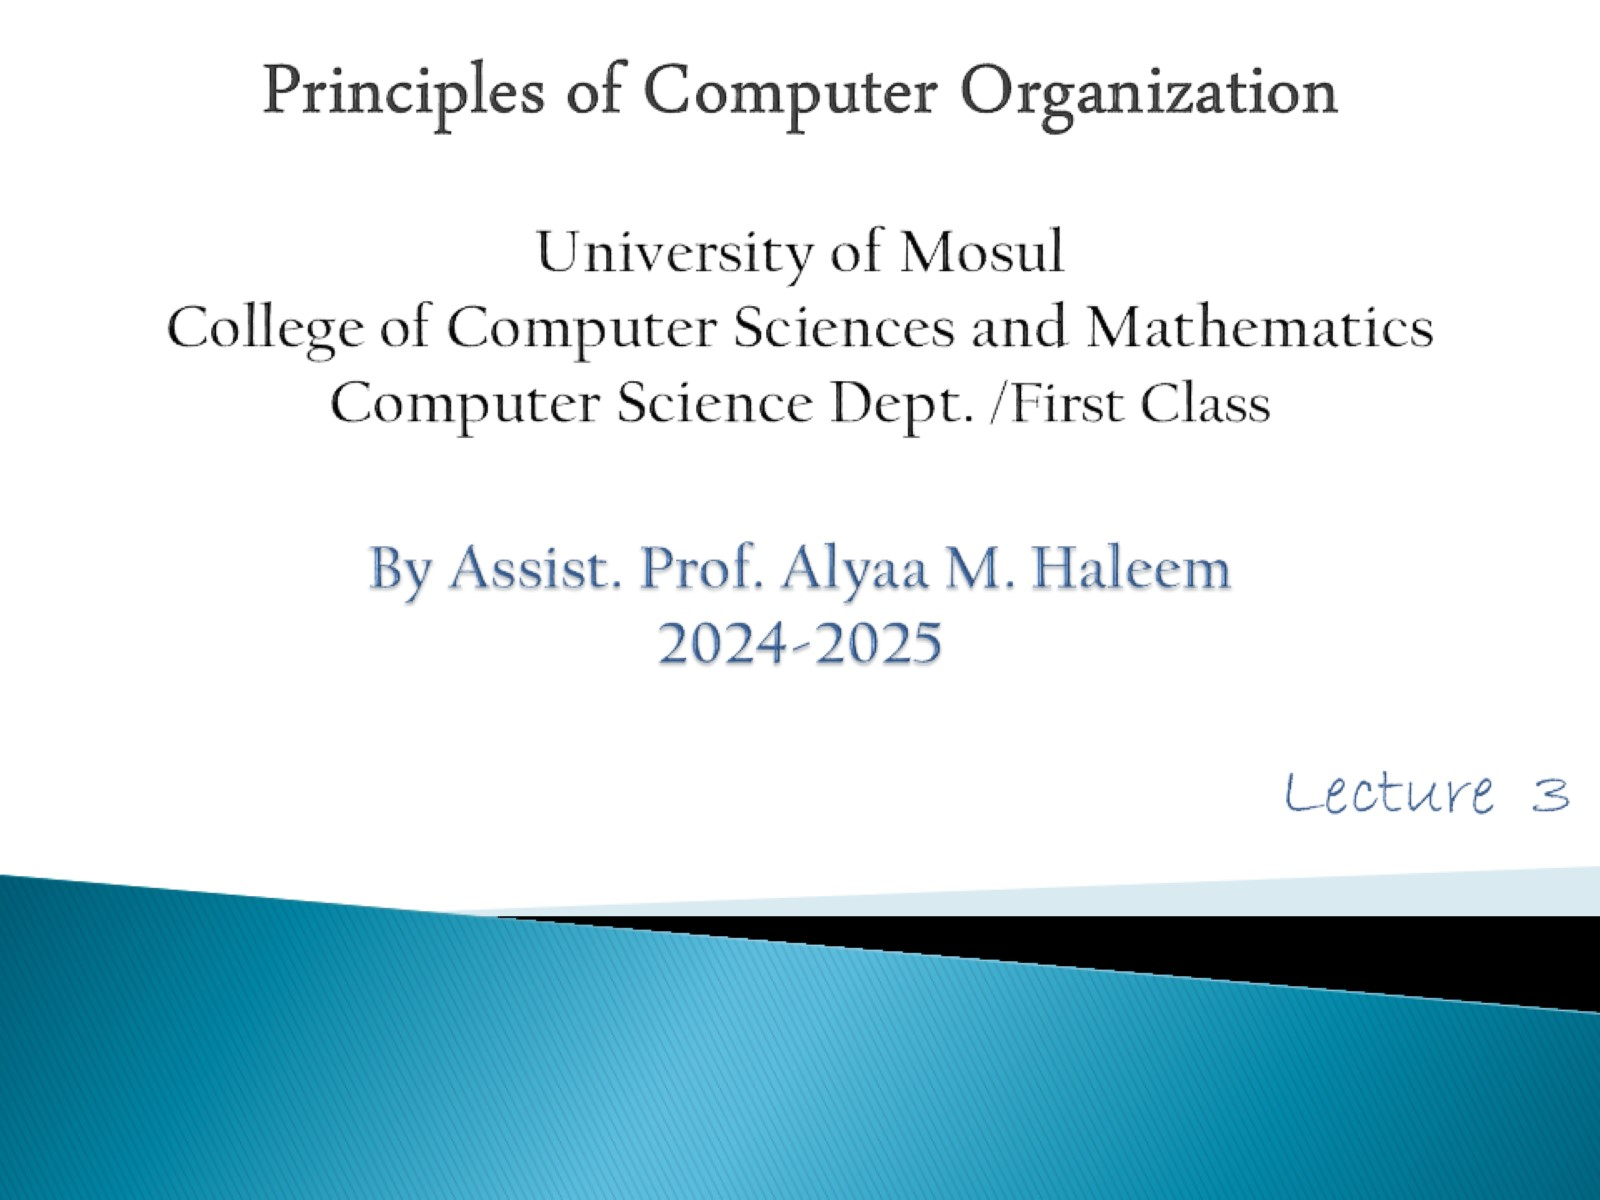 Principles of Computer Organization
University of Mosul
College of Computer Sciences and Mathematics
Computer Science Dept. /First Class
By Assist. Prof. Alyaa M. Haleem
2024-2025
Lecture 3